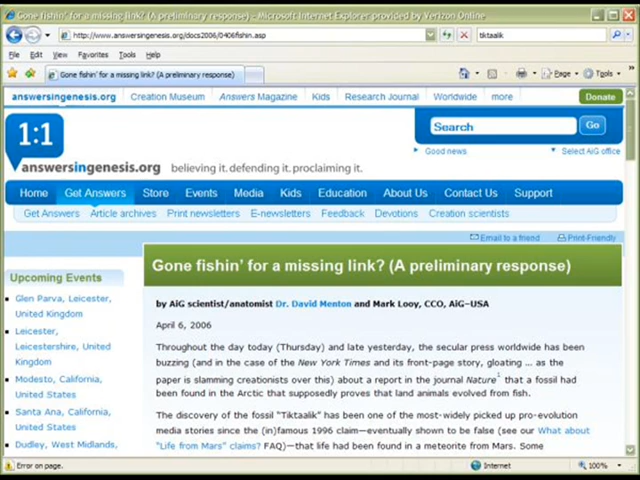 Gone fishin' for a missing link? (A preliminary response) - Microsoft Internet Explorer provided by Verizon Online
http://www.answersingenesis.org/docs2006/0406fishin.asp
tiktaalik
File Edit View Favorites Tools Help
Gone fishin' for a missing link? (A preliminary response)
Page Tools
answersingenesis.org Creation Museum Answers Magazine Kids Research Journal Worldwide more Donate
1:1
Search Go
Good news Select AiG office
answersingenesis.org believing it. defending it. proclaiming it.
Home Get Answers Store Events Media Kids Education About Us Contact Us Support
Get Answers Article archives Print newsletters E-newsletters Feedback Devotions Creation scientists
Email to a friend Print-Friendly
Upcoming Events
Glen Parva, Leicester,
United Kingdom
Leicester,
Leicestershire, United
Kingdom
Modesto, California,
United States
Santa Ana, California,
United States
Dudley, West Midlands,
Gone fishin' for a missing link? (A preliminary response)
by AiG scientist/anatomist Dr. David Menton and Mark Looy, CCO, AiG–USA
April 6, 2006
Throughout the day today (Thursday) and late yesterday, the secular press worldwide has been
buzzing (and in the case of the New York Times and its front-page story, gloating ... as the
paper is slamming creationists over this) about a report in the journal Nature1 that a fossil had
been found in the Arctic that supposedly proves that land animals evolved from fish.
The discovery of the fossil "Tiktaalik" has been one of the most-widely picked up pro-evolution
media stories since the (in)famous 1996 claim—eventually shown to be false (see our What about
"Life from Mars" claims? FAQ)—that life had been found in a meteorite from Mars. Some
Error on page. Internet 100%